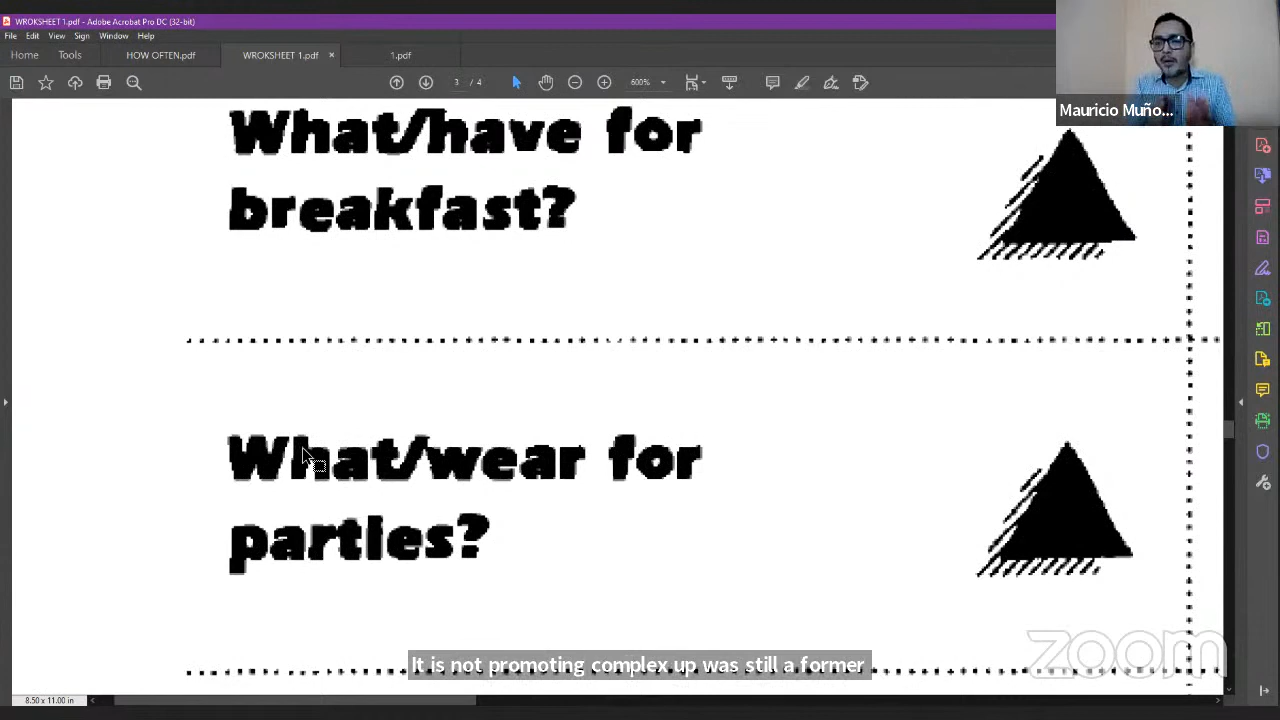 WROKSHEET 1.pdf - Adobe Acrobat Pro DC (32-bit)
File Edit View Sign Window Help
Home Tools HOW OFTEN.pdf WROKSHEET 1.pdf × 1.pdf
3 / 4 600%
Mauricio Muño...
What/have for
breakfast?
What/wear for
parties?
It is not promoting complex up was still a former
zoom
8.50 x 11.00 in